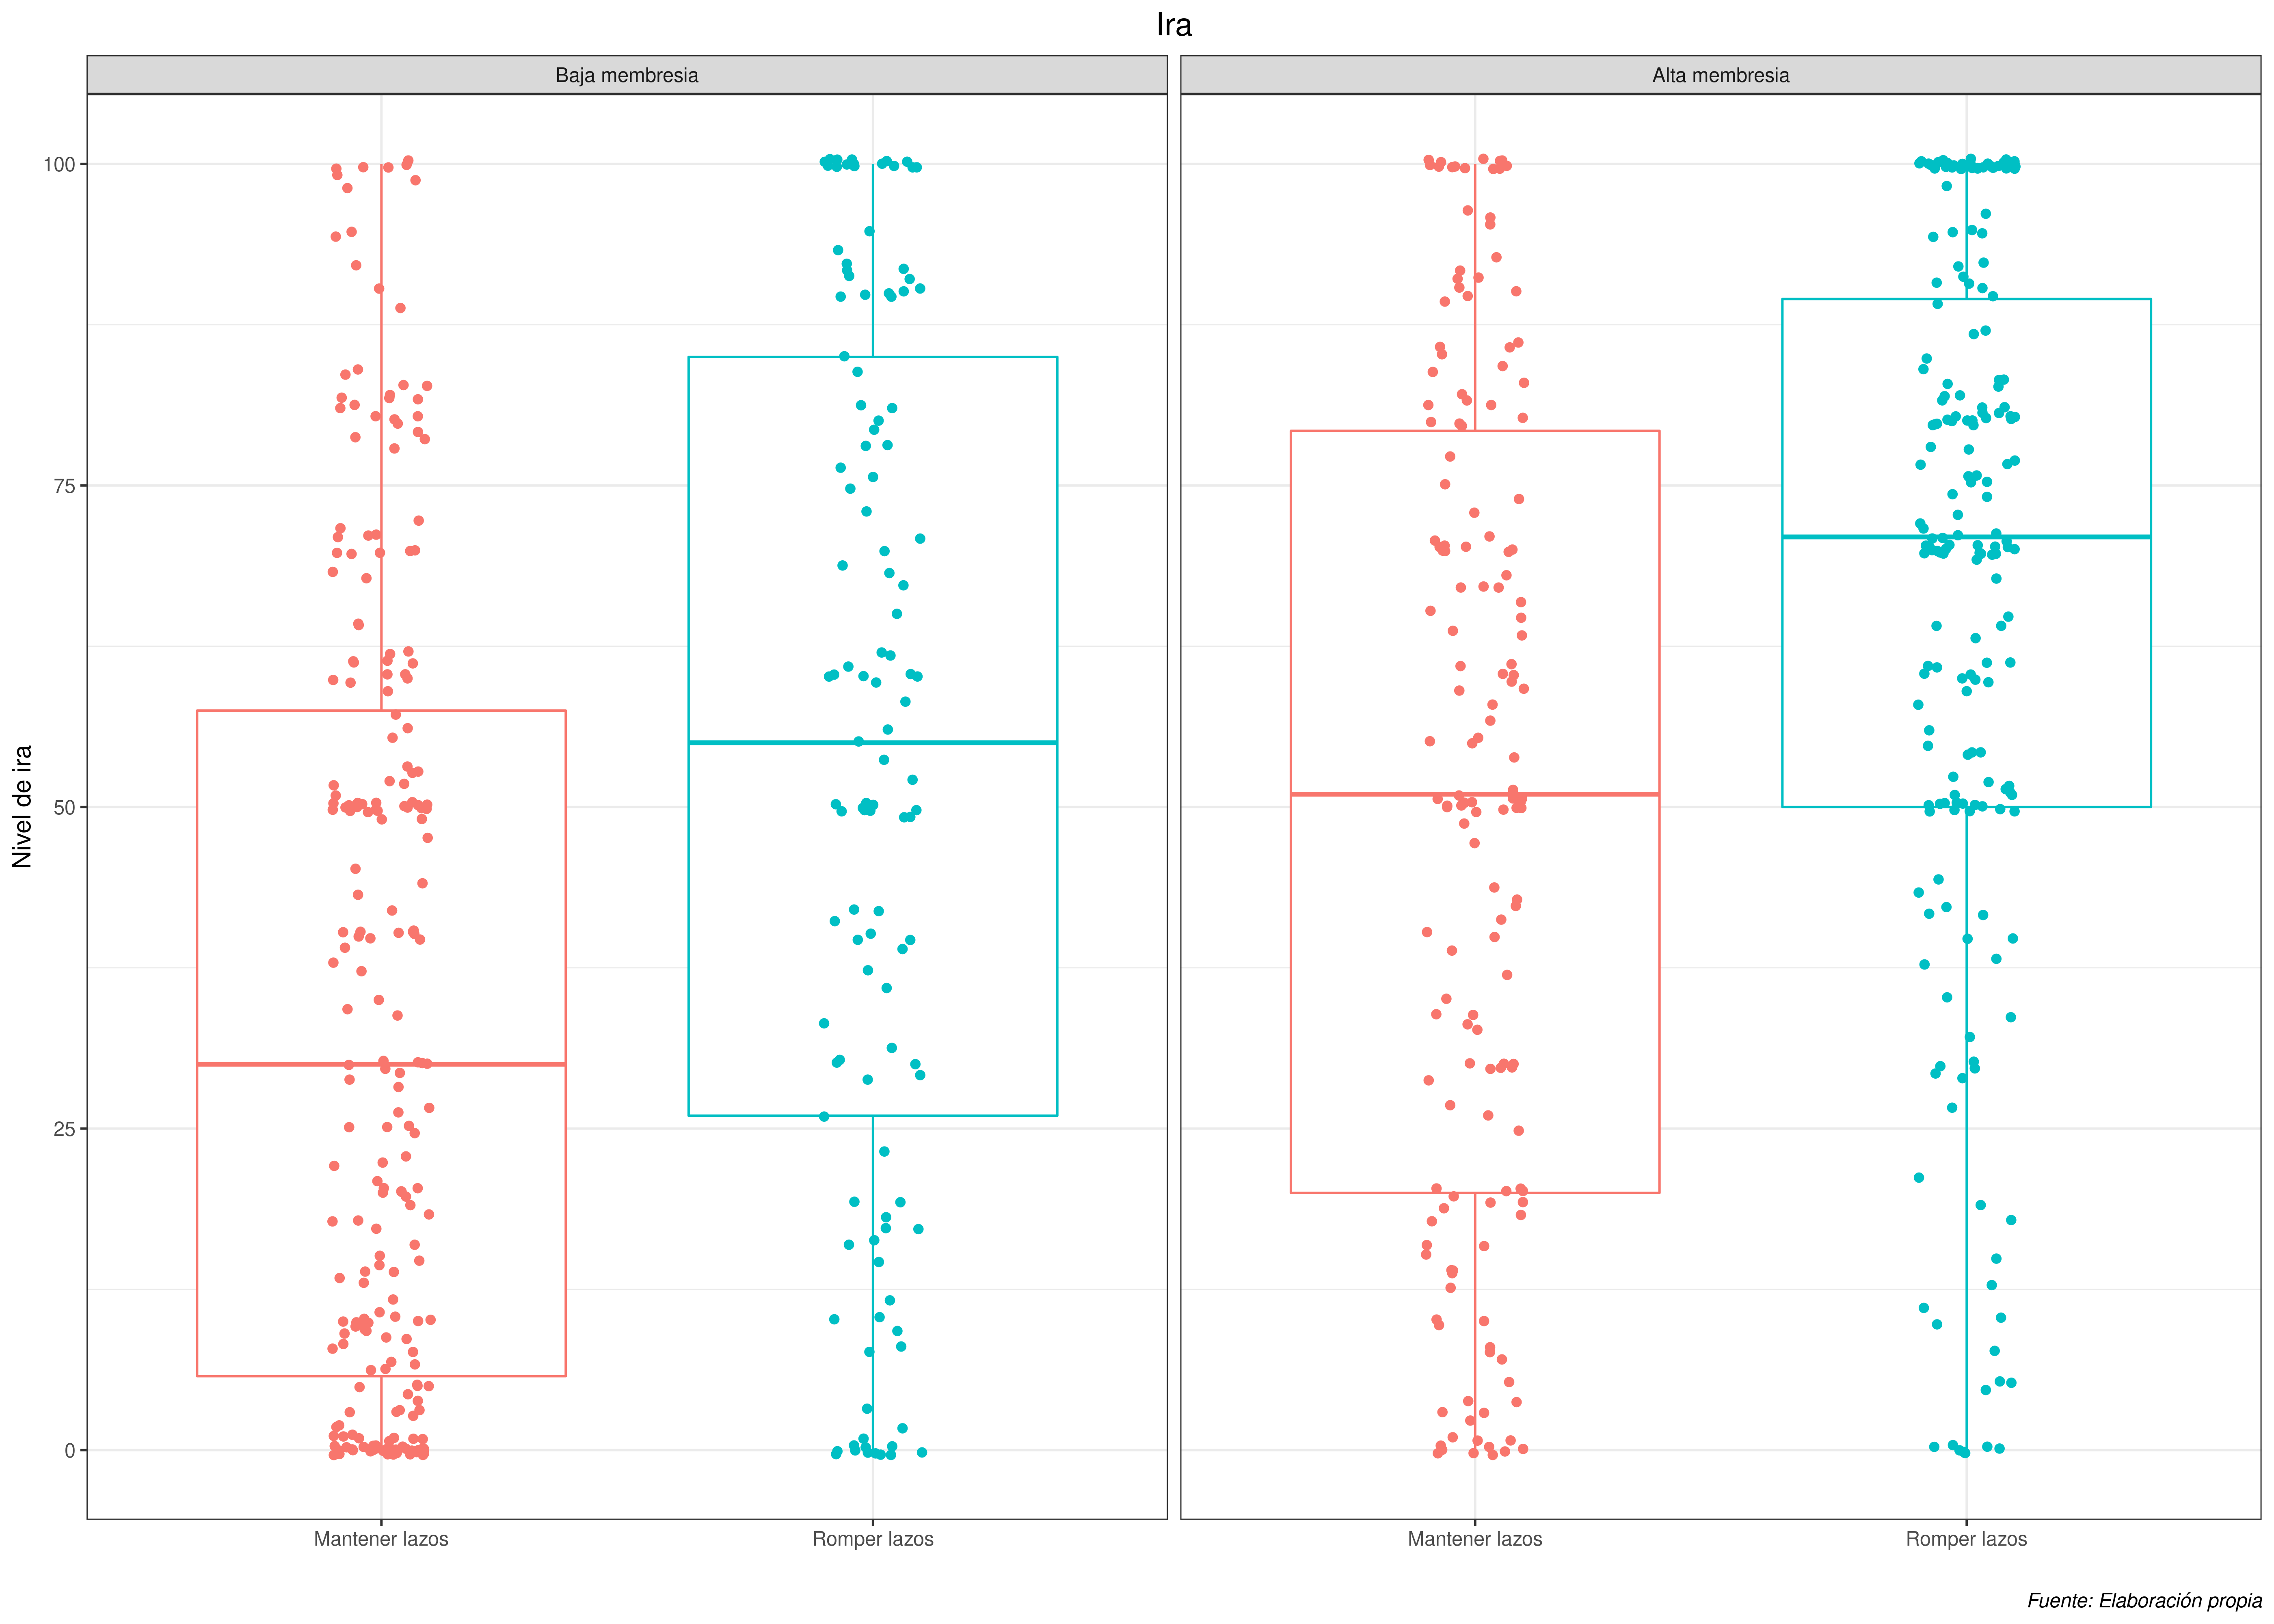 Ira
Baja membresia
Alta membresia
Nivel de ira
100
75
50
25
0
Mantener lazos
Romper lazos
Mantener lazos
Romper lazos
Fuente: Elaboración propia